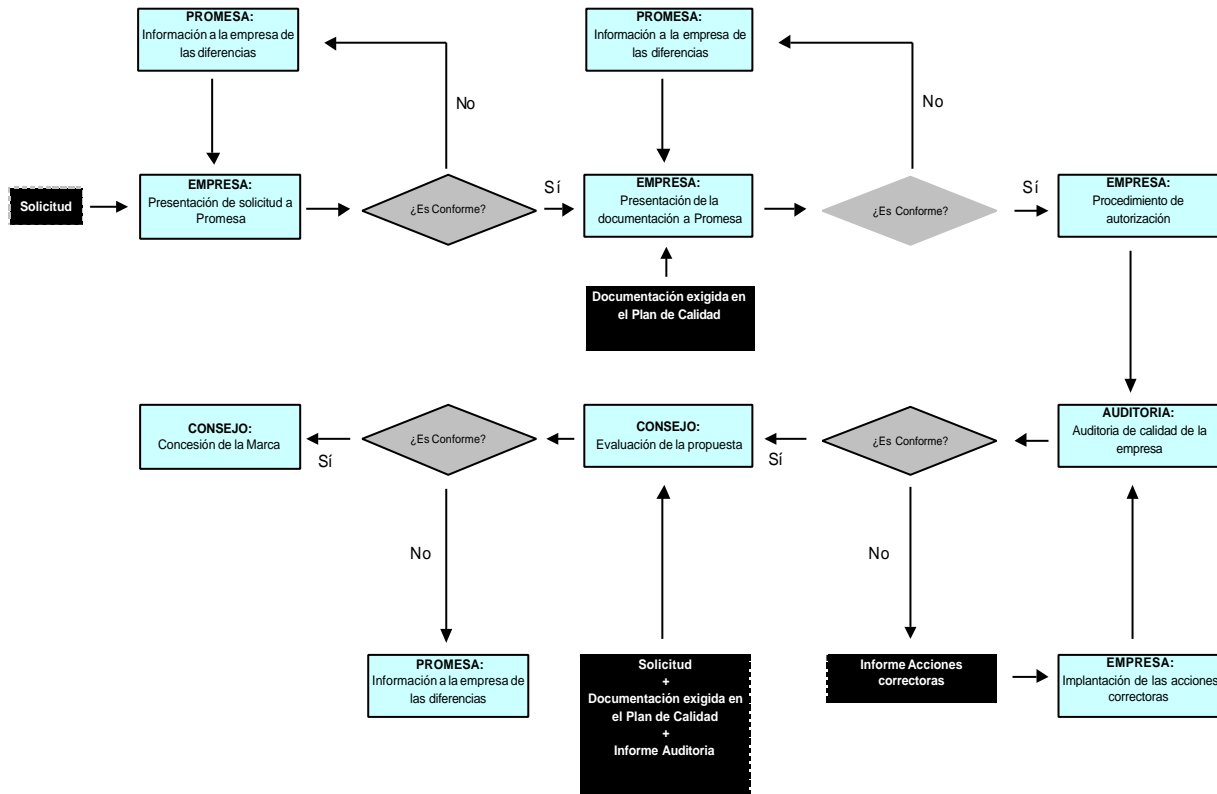 PROMESA:
Información a la empresa de
las diferencias
PROMESA:
Información a la empresa de
las diferencias
No
No
Solicitud
EMPRESA:
Presentación de solicitud a
Promesa
¿Es Conforme?
Sí
EMPRESA:
Presentación de la
documentación a Promesa
¿Es Conforme?
Sí
EMPRESA:
Procedimiento de
autorización
Documentación exigida en
el Plan de Calidad
CONSEJO:
Concesión de la Marca
Sí
¿Es Conforme?
CONSEJO:
Evaluación de la propuesta
Sí
¿Es Conforme?
AUDITORIA:
Auditoria de calidad de la
empresa
No
No
PROMESA:
Información a la empresa de
las diferencias
Solicitud
+
Documentación exigida en
el Plan de Calidad
+
Informe Auditoria
Informe Acciones
correctoras
EMPRESA:
Implantación de las acciones
correctoras